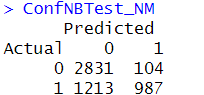 > ConfNBTest_NM
Predicted
Actual 0 1
0 2831 104
1 1213 987